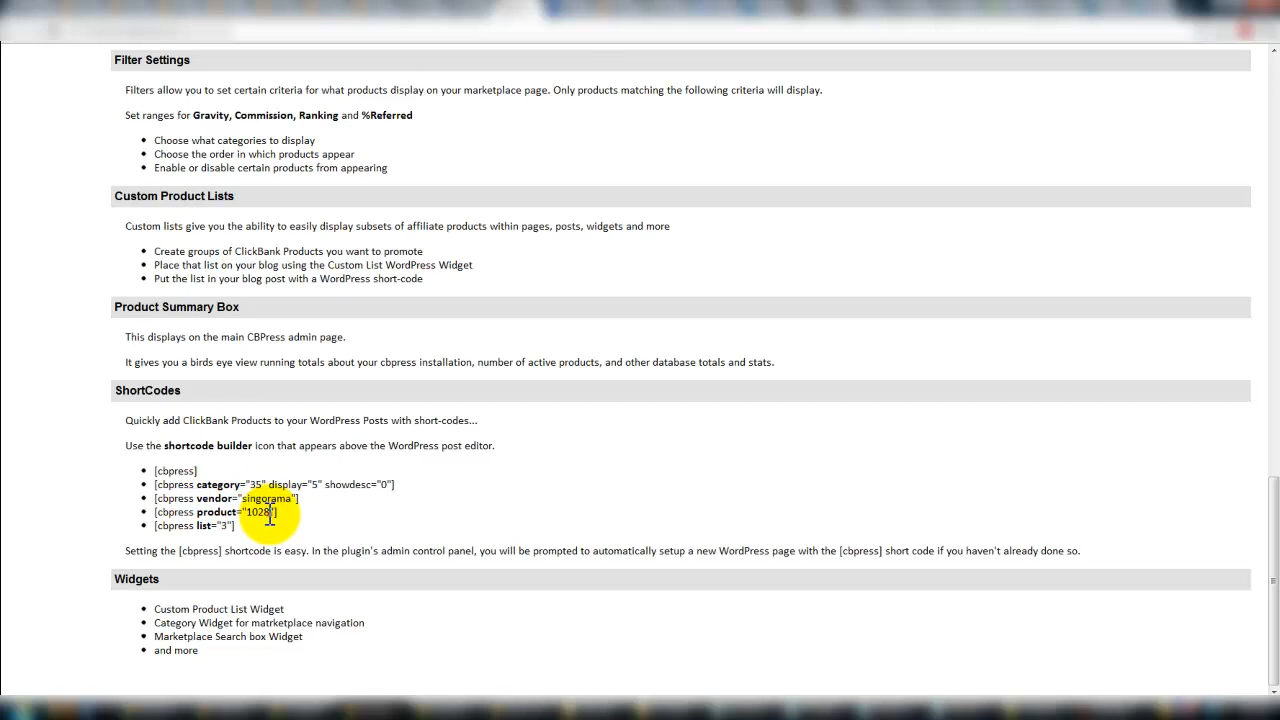 Filter Settings
Filters allow you to set certain criteria for what products display on your marketplace page. Only products matching the following criteria will display.
Set ranges for Gravity, Commission, Ranking and %Referred
• Choose what categories to display
• Choose the order in which products appear
• Enable or disable certain products from appearing
Custom Product Lists
Custom lists give you the ability to easily display subsets of affiliate products within pages, posts, widgets and more
• Create groups of ClickBank Products you want to promote
• Place that list on your blog using the Custom List WordPress Widget
• Put the list in your blog post with a WordPress short-code
Product Summary Box
This displays on the main CBPress admin page.
It gives you a birds eye view running totals about your cbpress installation, number of active products, and other database totals and stats.
ShortCodes
Quickly add ClickBank Products to your WordPress Posts with short-codes...
Use the shortcode builder icon that appears above the WordPress post editor.
• [cbpress]
• [cbpress category="35" display="5" showdesc="0"]
• [cbpress vendor="singorama"]
• [cbpress product="1028"]
• [cbpress list="3"]
Setting the [cbpress] shortcode is easy. In the plugin's admin control panel, you will be prompted to automatically setup a new WordPress page with the [cbpress] short code if you haven't already done so.
Widgets
• Custom Product List Widget
• Category Widget for matrketplace navigation
• Marketplace Search box Widget
• and more